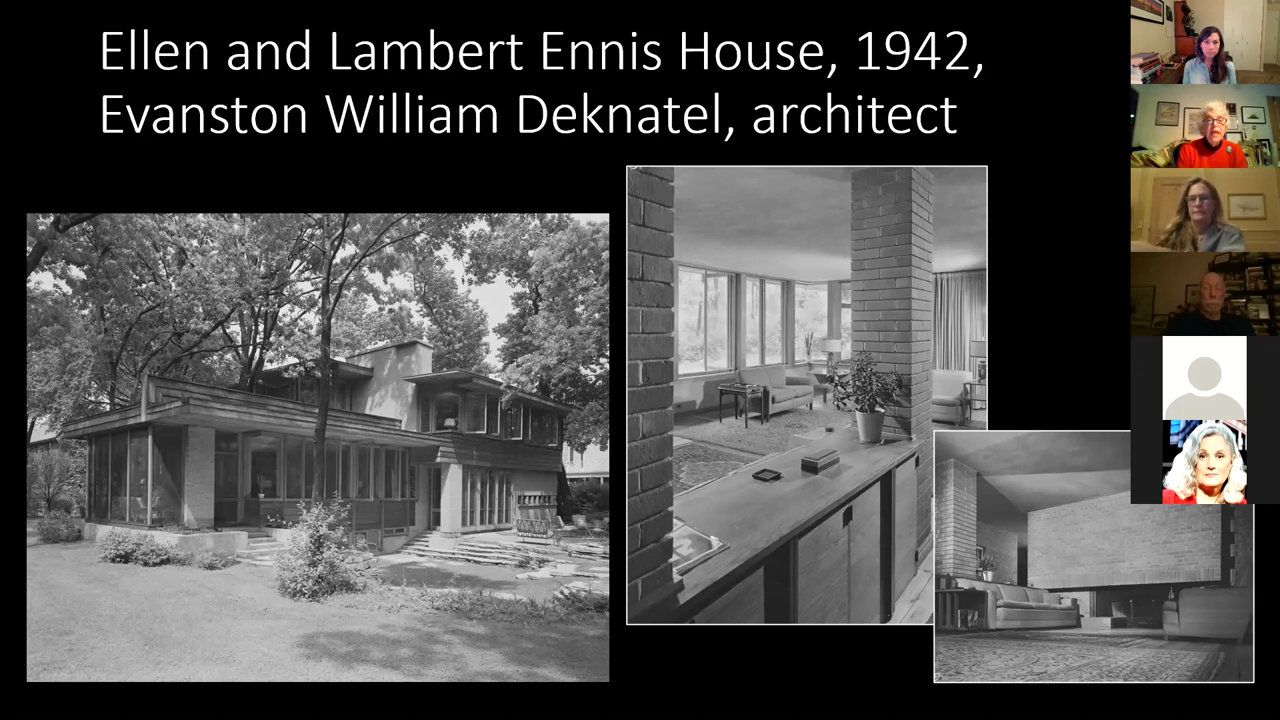 Ellen and Lambert Ennis House, 1942,
Evanston William Deknatel, architect